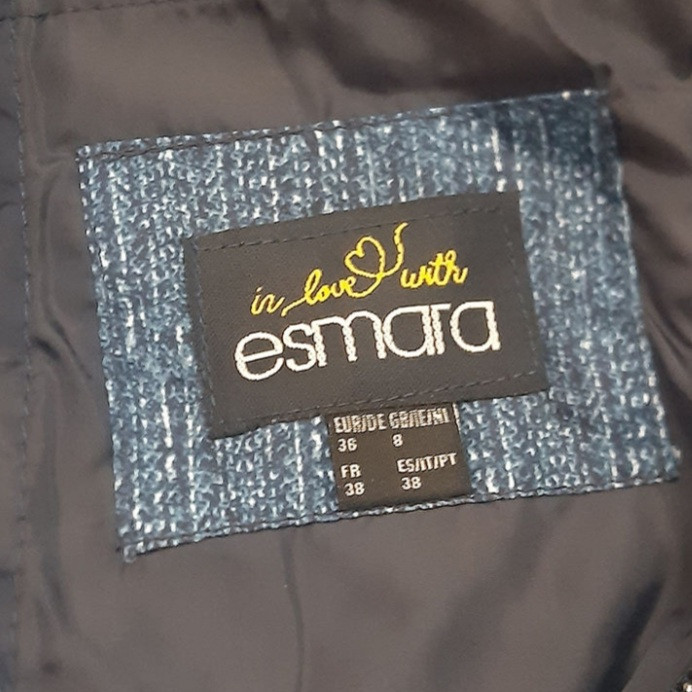 in love with
esmara
EUR/DE GB/IE/NI
36 8
FR ES/IT/PT
38 38